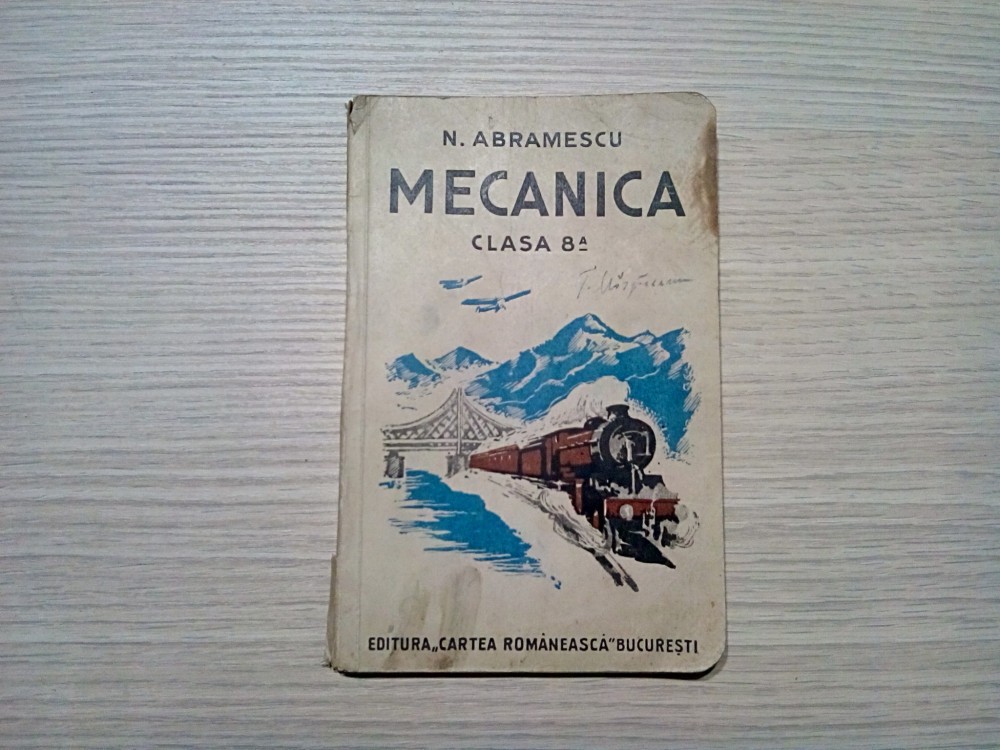 N. ABRAMESCU
MECANICA
CLASA 8ᴬ
EDITURA „CARTEA ROMÂNEASCĂ” BUCUREȘTI